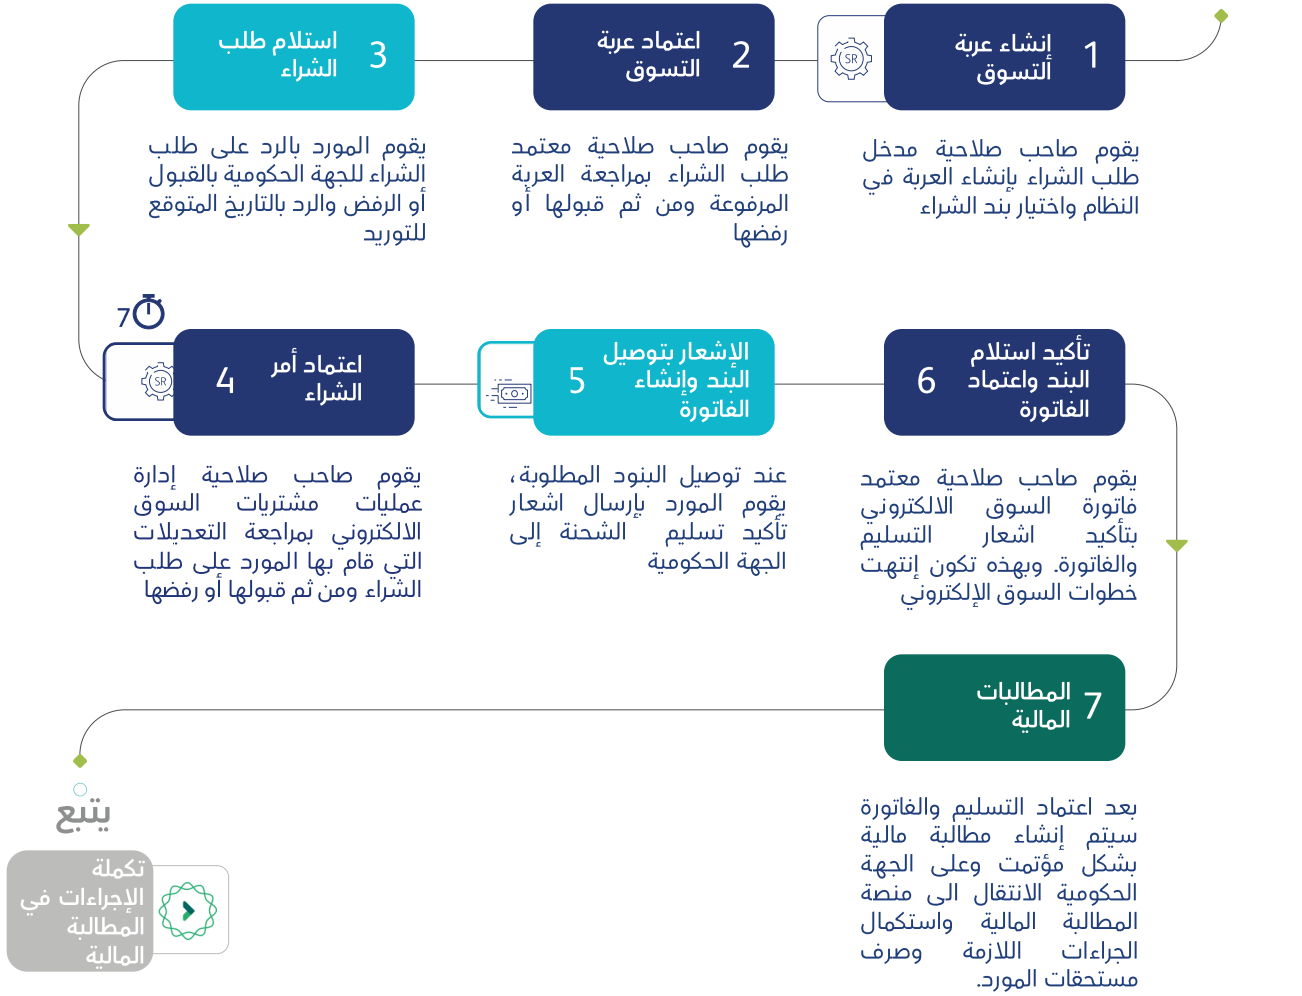 1
إنشاء عربة
التسوق
SR
يقوم صاحب صلاحية مدخل
طلب الشراء بإنشاء العربة في
النظام واختيار بند الشراء
2
اعتماد عربة
التسوق
يقوم صاحب صلاحية معتمد
طلب الشراء بمراجعة العربة
المرفوعة ومن ثم قبولها أو
رفضها
3
استلام طلب
الشراء
يقوم المورد بالرد على طلب
الشراء للجهة الحكومية بالقبول
أو الرفض والرد بالتاريخ المتوقع
للتوريد
7
4
اعتماد أمر
الشراء
SR
يقوم صاحب صلاحية إدارة
عمليات مشتريات السوق
الالكتروني بمراجعة التعديلات
التي قام بها المورد على طلب
الشراء ومن ثم قبولها أو رفضها
5
الإشعار بتوصيل
البند وإنشاء
الفاتورة
عند توصيل البنود المطلوبة،
يقوم المورد بإرسال اشعار
تأكيد تسليم الشحنة إلى
الجهة الحكومية
6
تأكيد استلام
البند واعتماد
الفاتورة
يقوم صاحب صلاحية معتمد
فاتورة السوق الالكتروني
بتأكيد اشعار التسليم
والفاتورة. وبهذه تكون إنتهت
خطوات السوق الإلكتروني
7
المطالبات
المالية
بعد اعتماد التسليم والفاتورة
سيتم إنشاء مطالبة مالية
بشكل مؤتمت وعلى الجهة
الحكومية الانتقال الى منصة
المطالبة المالية واستكمال
الجراءات اللازمة وصرف
مستحقات المورد.
يتبع
تكملة
الإجراءات في
المطالبة
المالية